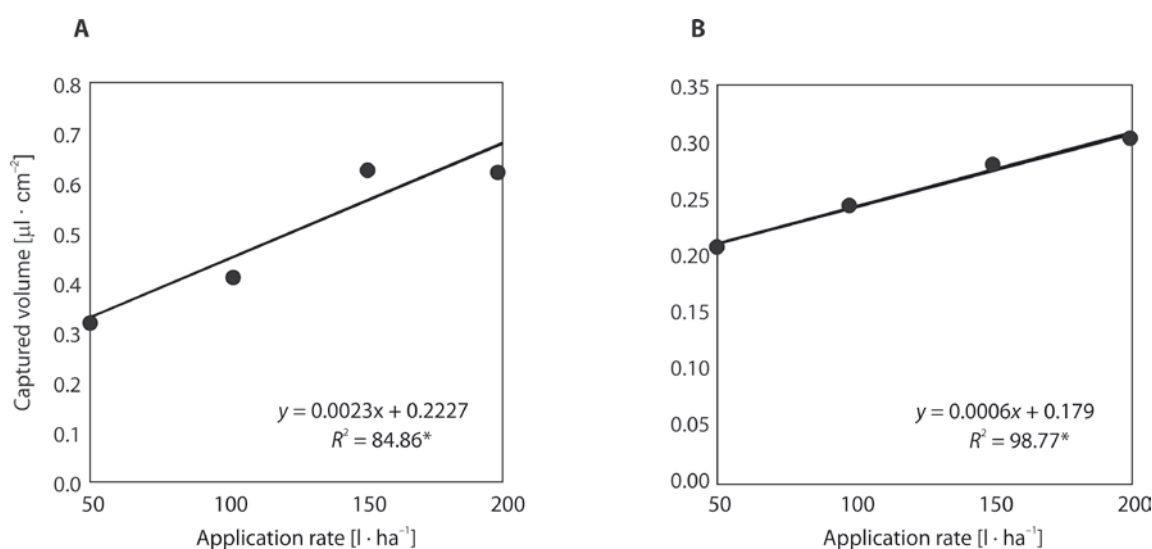 A
Captured volume [μl · cm⁻²]
0.8
0.7
0.6
0.5
0.4
0.3
0.2
0.1
0.0
y = 0.0023x + 0.2227
R² = 84.86*
50 100 150 200
Application rate [l · ha⁻¹]
B
0.35
0.30
0.25
0.20
0.15
0.10
0.05
0.00
y = 0.0006x + 0.179
R² = 98.77*
50 100 150 200
Application rate [l · ha⁻¹]